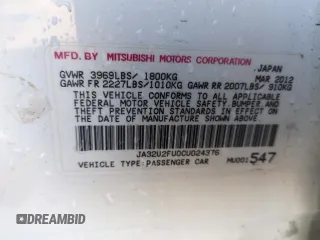 MFD. BY MITSUBISHI MOTORS CORPORATION
JAPAN
GVWR 3969LBS/ 1800KG MAR 2012
GAWR FR 2227LBS/1010KG GAWR RR 2007LBS/ 910KG
THIS VEHICLE CONFORMS TO ALL APPLICABLE
FEDERAL MOTOR VEHICLE SAFETY, BUMPER, AND
THEFT PREVENTION STANDARDS IN EFFECT ON
THE DATE OF MANUFACTURE SHOWN ABOVE.
JA32U2FU0CU024376
VEHICLE TYPE:PASSENGER CAR MU001547
AUTOBIDMASTER